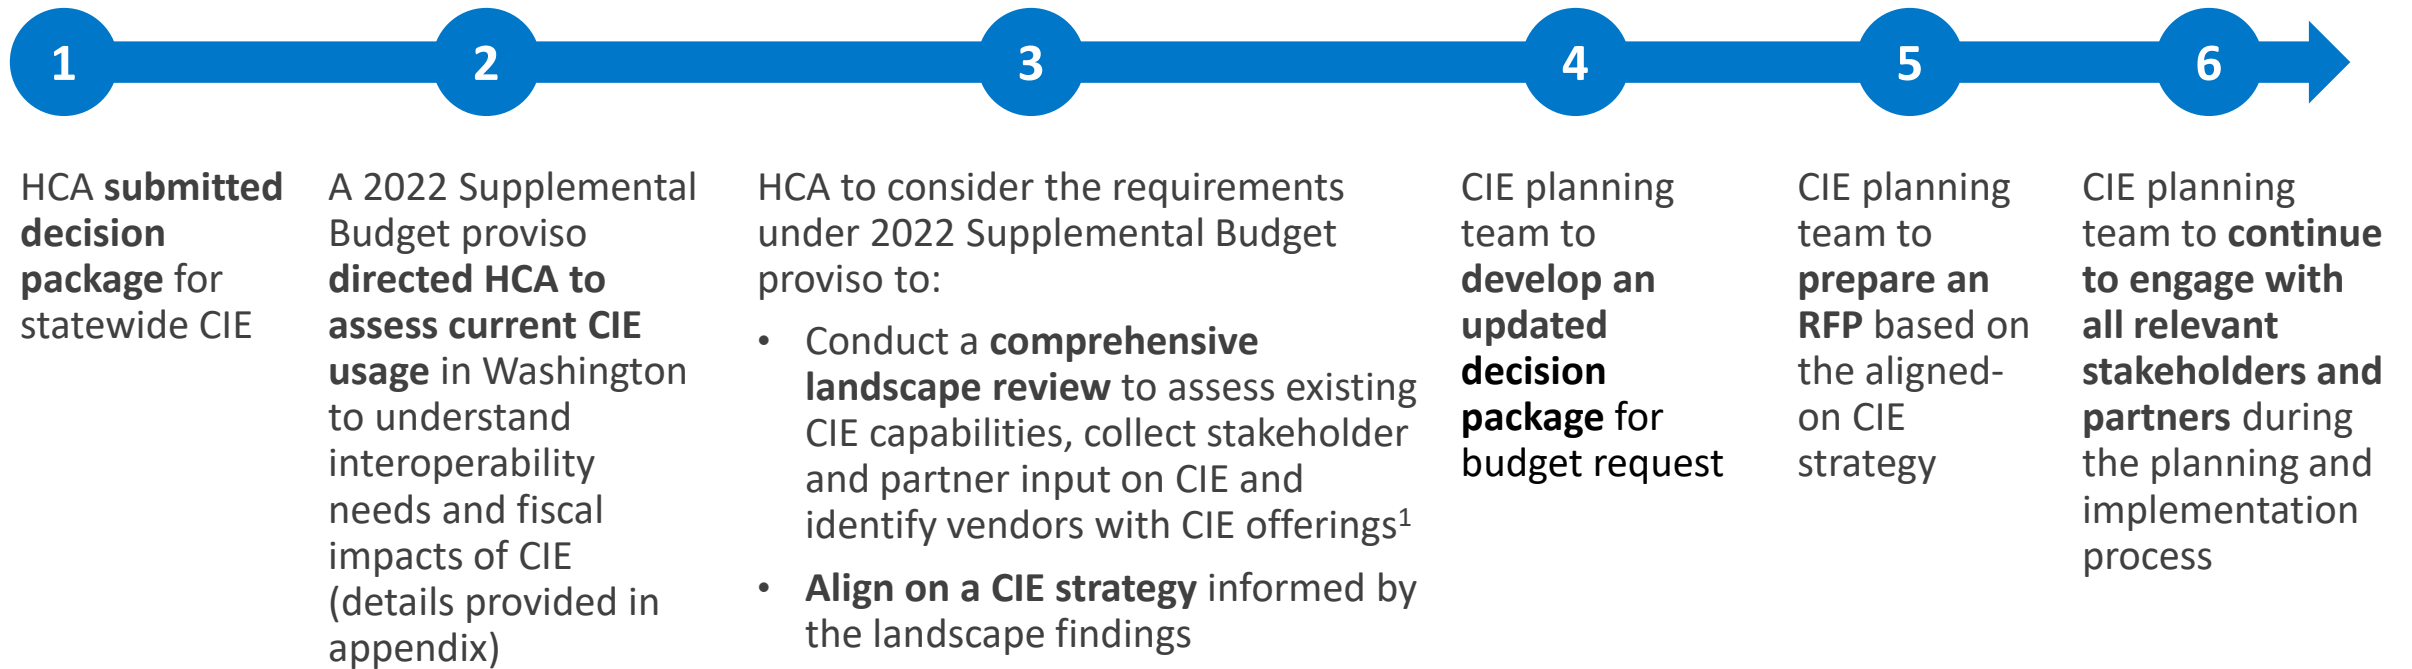 1
2
3
4
5
6
HCA submitted
decision
package for
statewide CIE
A 2022 Supplemental
Budget proviso
directed HCA to
assess current CIE
usage in Washington
to understand
interoperability
needs and fiscal
impacts of CIE
(details provided in
appendix)
HCA to consider the requirements
under 2022 Supplemental Budget
proviso to:
• Conduct a comprehensive
landscape review to assess existing
CIE capabilities, collect stakeholder
and partner input on CIE and
identify vendors with CIE offerings¹
• Align on a CIE strategy informed by
the landscape findings
CIE planning
team to
develop an
updated
decision
package for
budget request
CIE planning
team to
prepare an
RFP based on
the aligned-
on CIE
strategy
CIE planning
team to continue
to engage with
all relevant
stakeholders and
partners during
the planning and
implementation
process